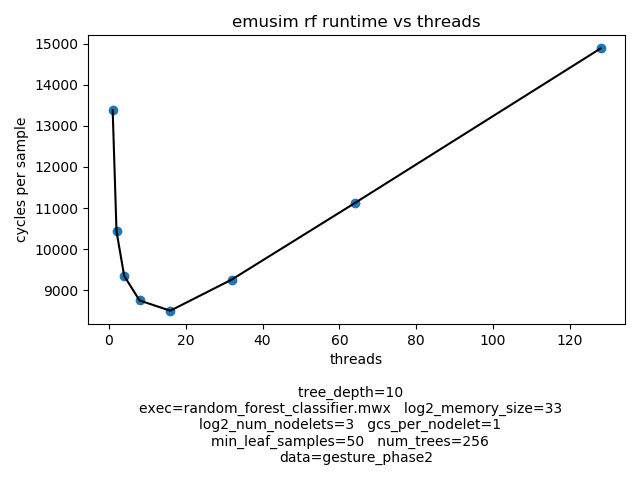 emusim rf runtime vs threads
15000
14000
13000
12000
11000
10000
9000
cycles per sample
0 20 40 60 80 100 120
threads
tree_depth=10
exec=random_forest_classifier.mwx log2_memory_size=33
log2_num_nodelets=3 gcs_per_nodelet=1
min_leaf_samples=50 num_trees=256
data=gesture_phase2